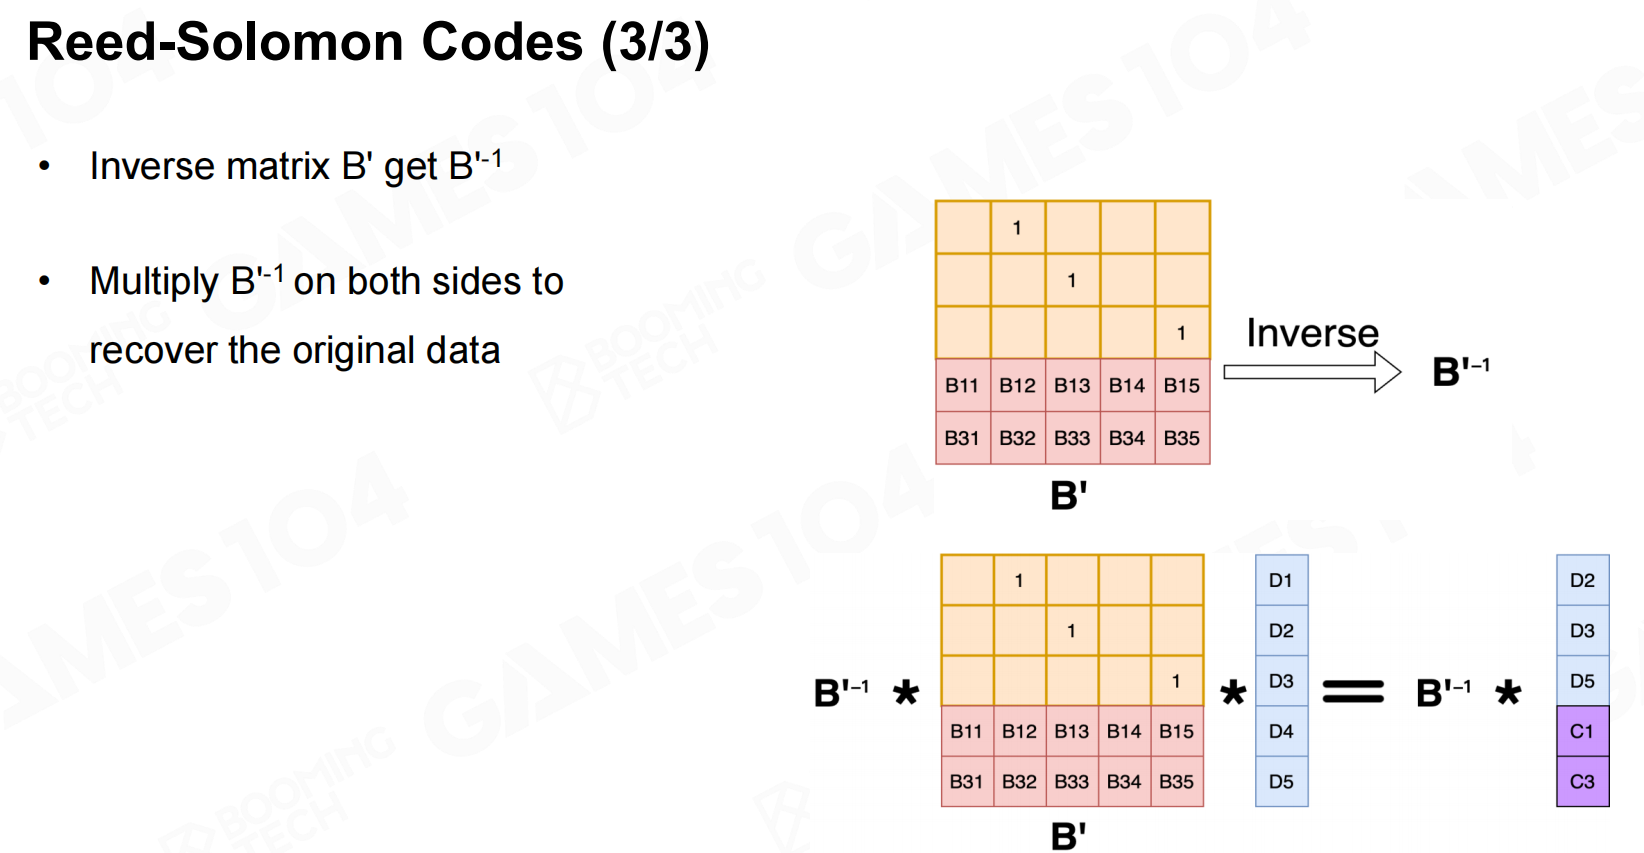 Reed-Solomon Codes (3/3)
• Inverse matrix B' get B'-1
• Multiply B'-1 on both sides to
recover the original data
1
1
1
B11 B12 B13 B14 B15
B31 B32 B33 B34 B35
B'
Inverse
B'-1
B'-1 *
1
1
1
B11 B12 B13 B14 B15
B31 B32 B33 B34 B35
B'
*
D1
D2
D3
D4
D5
=
B'-1 *
D2
D3
D5
C1
C3
GAMES104
BOOMING
TECH